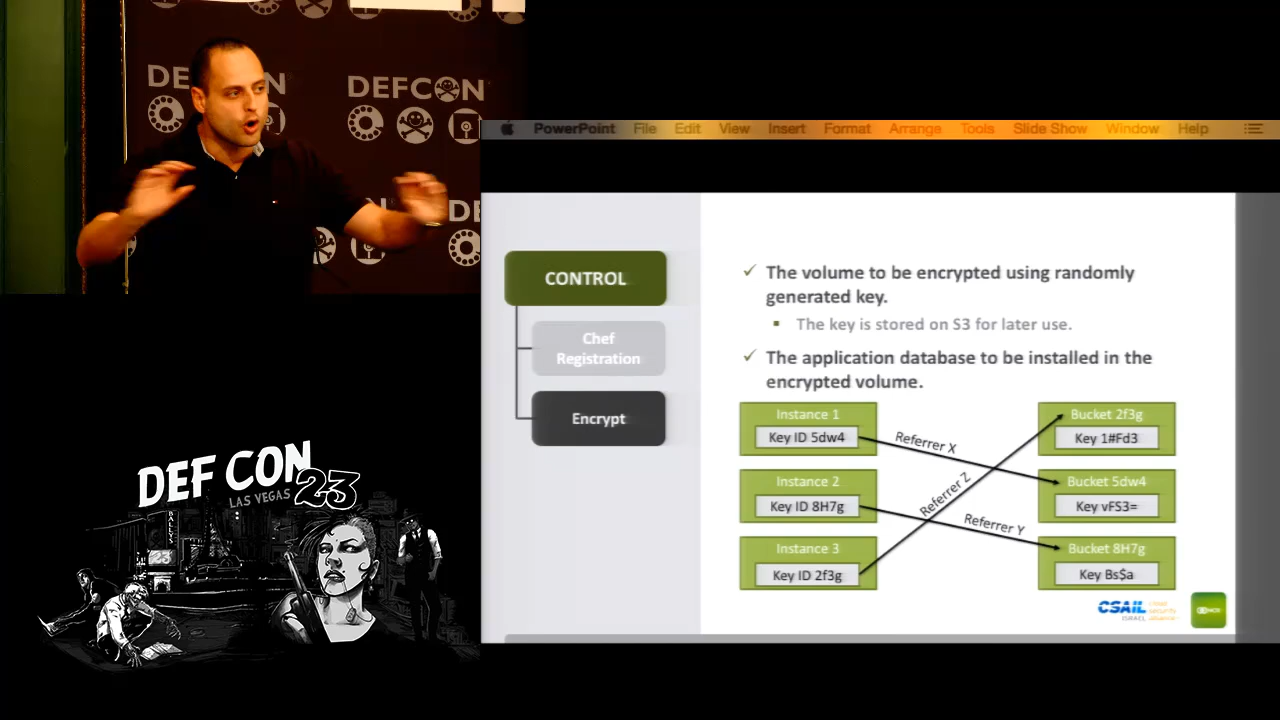 DEFCON
DEFCON
PowerPoint File Edit View Insert Format Arrange Tools Slide Show Window Help
CONTROL
Chef
Registration
Encrypt
✓ The volume to be encrypted using randomly
generated key.
▪ The key is stored on S3 for later use.
✓ The application database to be installed in the
encrypted volume.
Instance 1
Key ID 5dw4
Instance 2
Key ID 8H7g
Instance 3
Key ID 2f3g
Referrer X
Referrer Z
Referrer Y
Bucket 2f3g
Key 1#Fd3
Bucket 5dw4
Key vFS3=
Bucket 8H7g
Key Bs$a
CSAIL
ISRAEL
DEF CON
LAS VEGAS 23
BALLYS
23